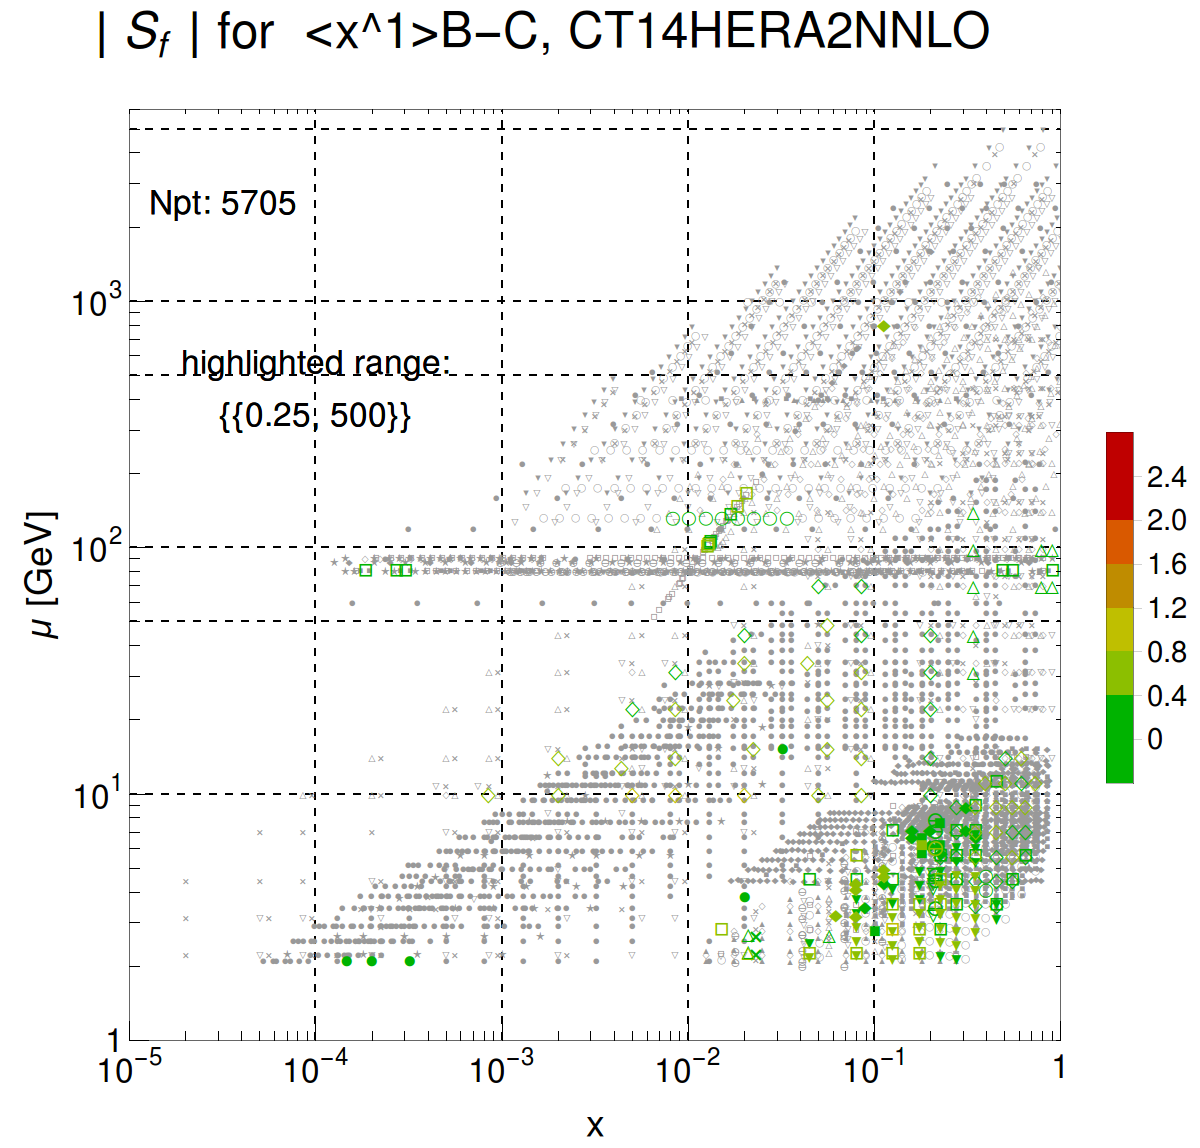 | S_f | for <x^1>B−C, CT14HERA2NNLO
Npt: 5705
highlighted range:
{{0.25, 500}}
μ [GeV]
10^3
10^2
10^1
1
10^−5 10^−4 10^−3 10^−2 10^−1 1
x
2.4
2.0
1.6
1.2
0.8
0.4
0